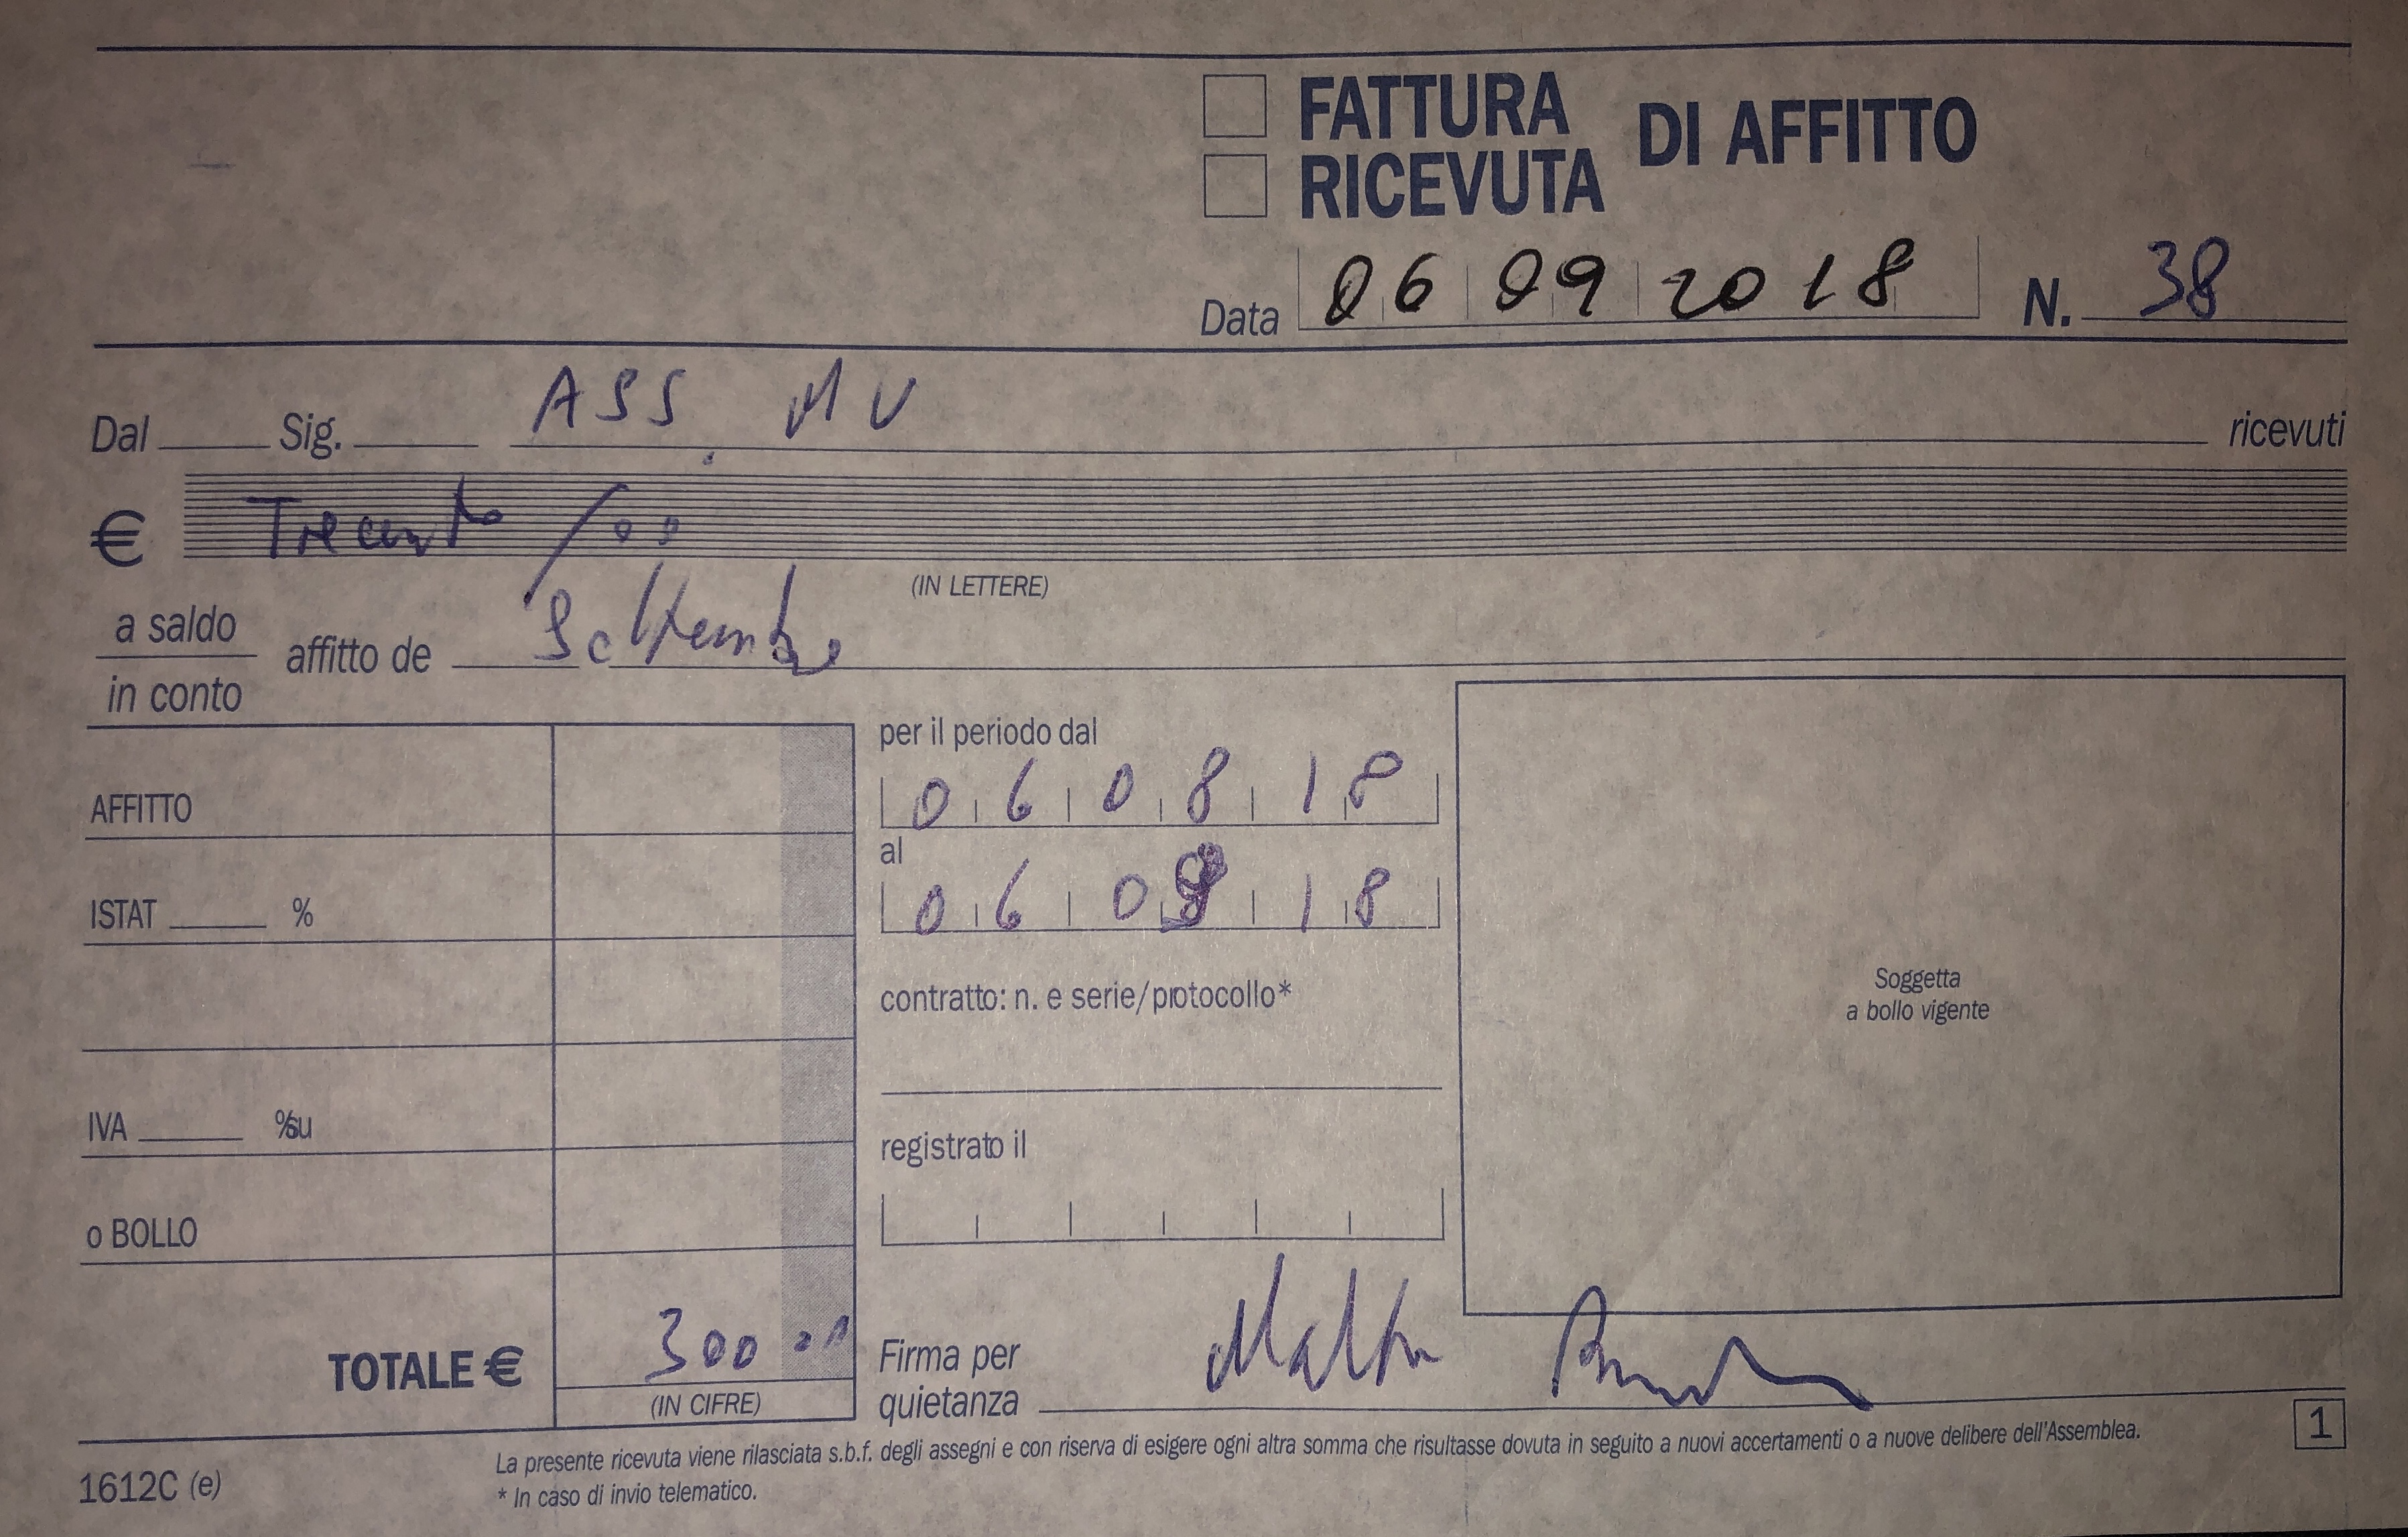 FATTURA
RICEVUTA DI AFFITTO
Data 06 09 2018 N. 38
Dal Sig. ASS. MU ricevuti
€ Trecento/00
(IN LETTERE)
a saldo
in conto
affitto de Settembre
AFFITTO
ISTAT %
IVA %su
o BOLLO
TOTALE € 300 00
(IN CIFRE)
per il periodo dal
06 08 18
al
06 09 18
contratto: n. e serie/protocollo*
registrato il
Firma per
quietanza
Soggetta
a bollo vigente
La presente ricevuta viene rilasciata s.b.f. degli assegni e con riserva di esigere ogni altra somma che risultasse dovuta in seguito a nuovi accertamenti o a nuove delibere dell'Assemblea.
* In caso di invio telematico.
1612C (e)
1